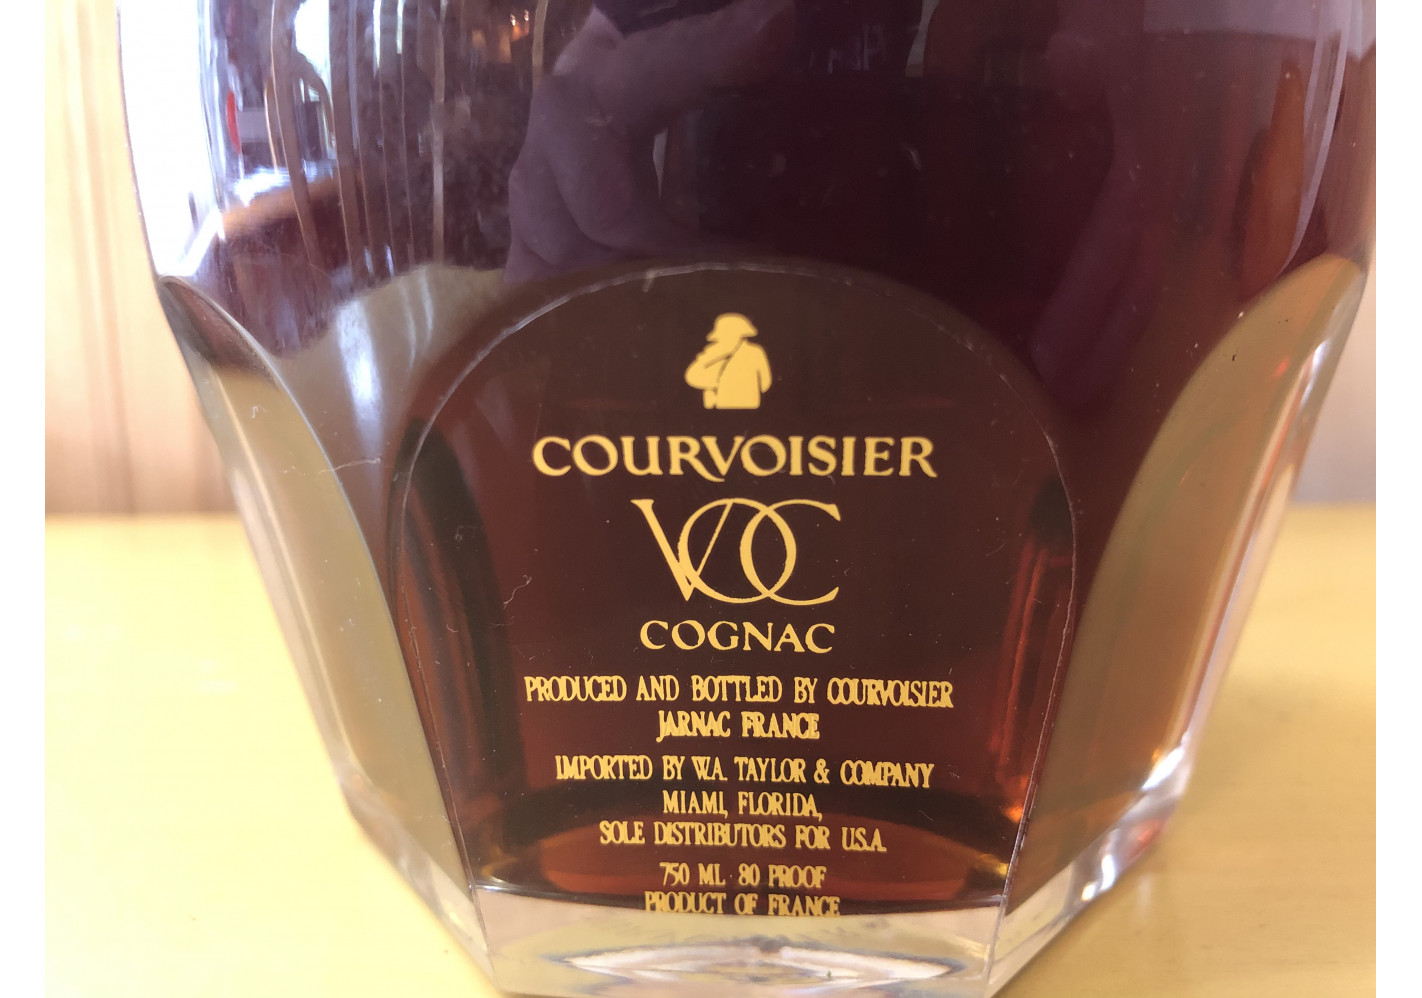 COURVOISIER
VOC
COGNAC
PRODUCED AND BOTTLED BY COURVOISIER
JARNAC FRANCE
IMPORTED BY W.A. TAYLOR & COMPANY
MIAMI, FLORIDA,
SOLE DISTRIBUTORS FOR U.S.A.
750 ML 80 PROOF
PRODUCT OF FRANCE